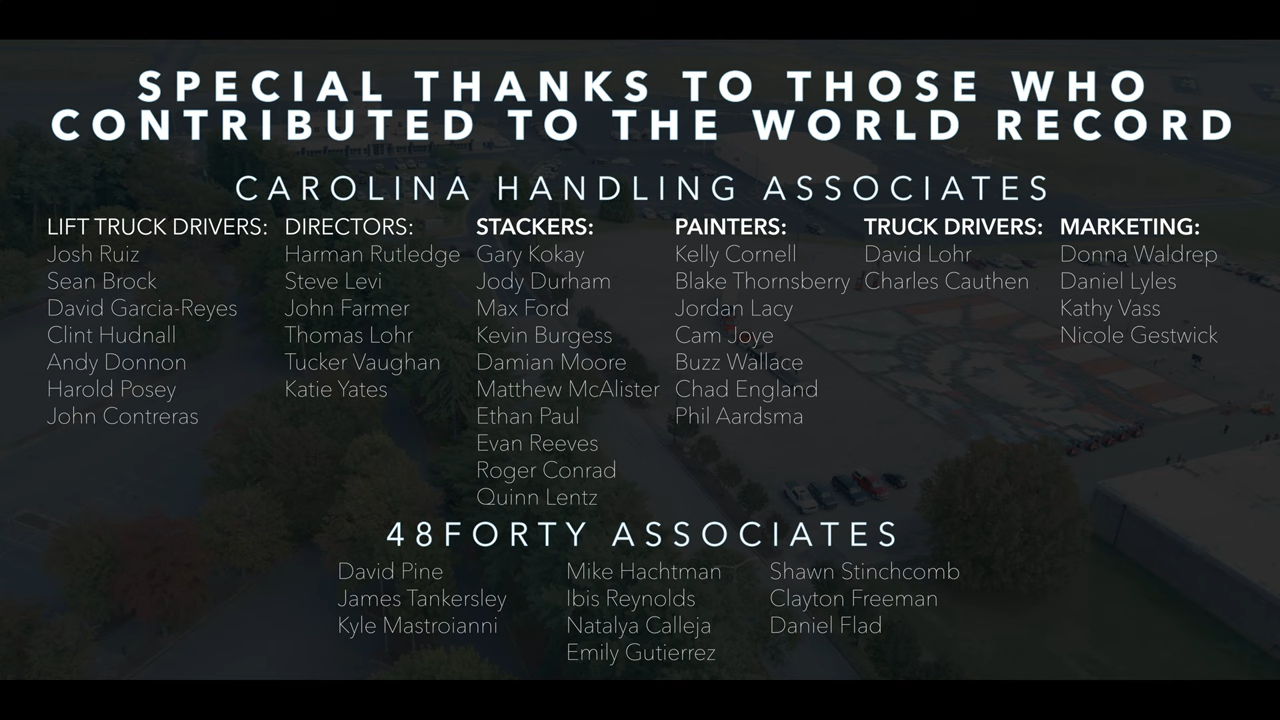 SPECIAL THANKS TO THOSE WHO
CONTRIBUTED TO THE WORLD RECORD
CAROLINA HANDLING ASSOCIATES
LIFT TRUCK DRIVERS:
Josh Ruiz
Sean Brock
David Garcia-Reyes
Clint Hudnall
Andy Donnon
Harold Posey
John Contreras
DIRECTORS:
Harman Rutledge
Steve Levi
John Farmer
Thomas Lohr
Tucker Vaughan
Katie Yates
STACKERS:
Gary Kokay
Jody Durham
Max Ford
Kevin Burgess
Damian Moore
Matthew McAlister
Ethan Paul
Evan Reeves
Roger Conrad
Quinn Lentz
PAINTERS:
Kelly Cornell
Blake Thornsberry
Jordan Lacy
Cam Joye
Buzz Wallace
Chad England
Phil Aardsma
TRUCK DRIVERS:
David Lohr
Charles Cauthen
MARKETING:
Donna Waldrep
Daniel Lyles
Kathy Vass
Nicole Gestwick
48FORTY ASSOCIATES
David Pine
James Tankersley
Kyle Mastroianni
Mike Hachtman
Ibis Reynolds
Natalya Calleja
Emily Gutierrez
Shawn Stinchcomb
Clayton Freeman
Daniel Flad